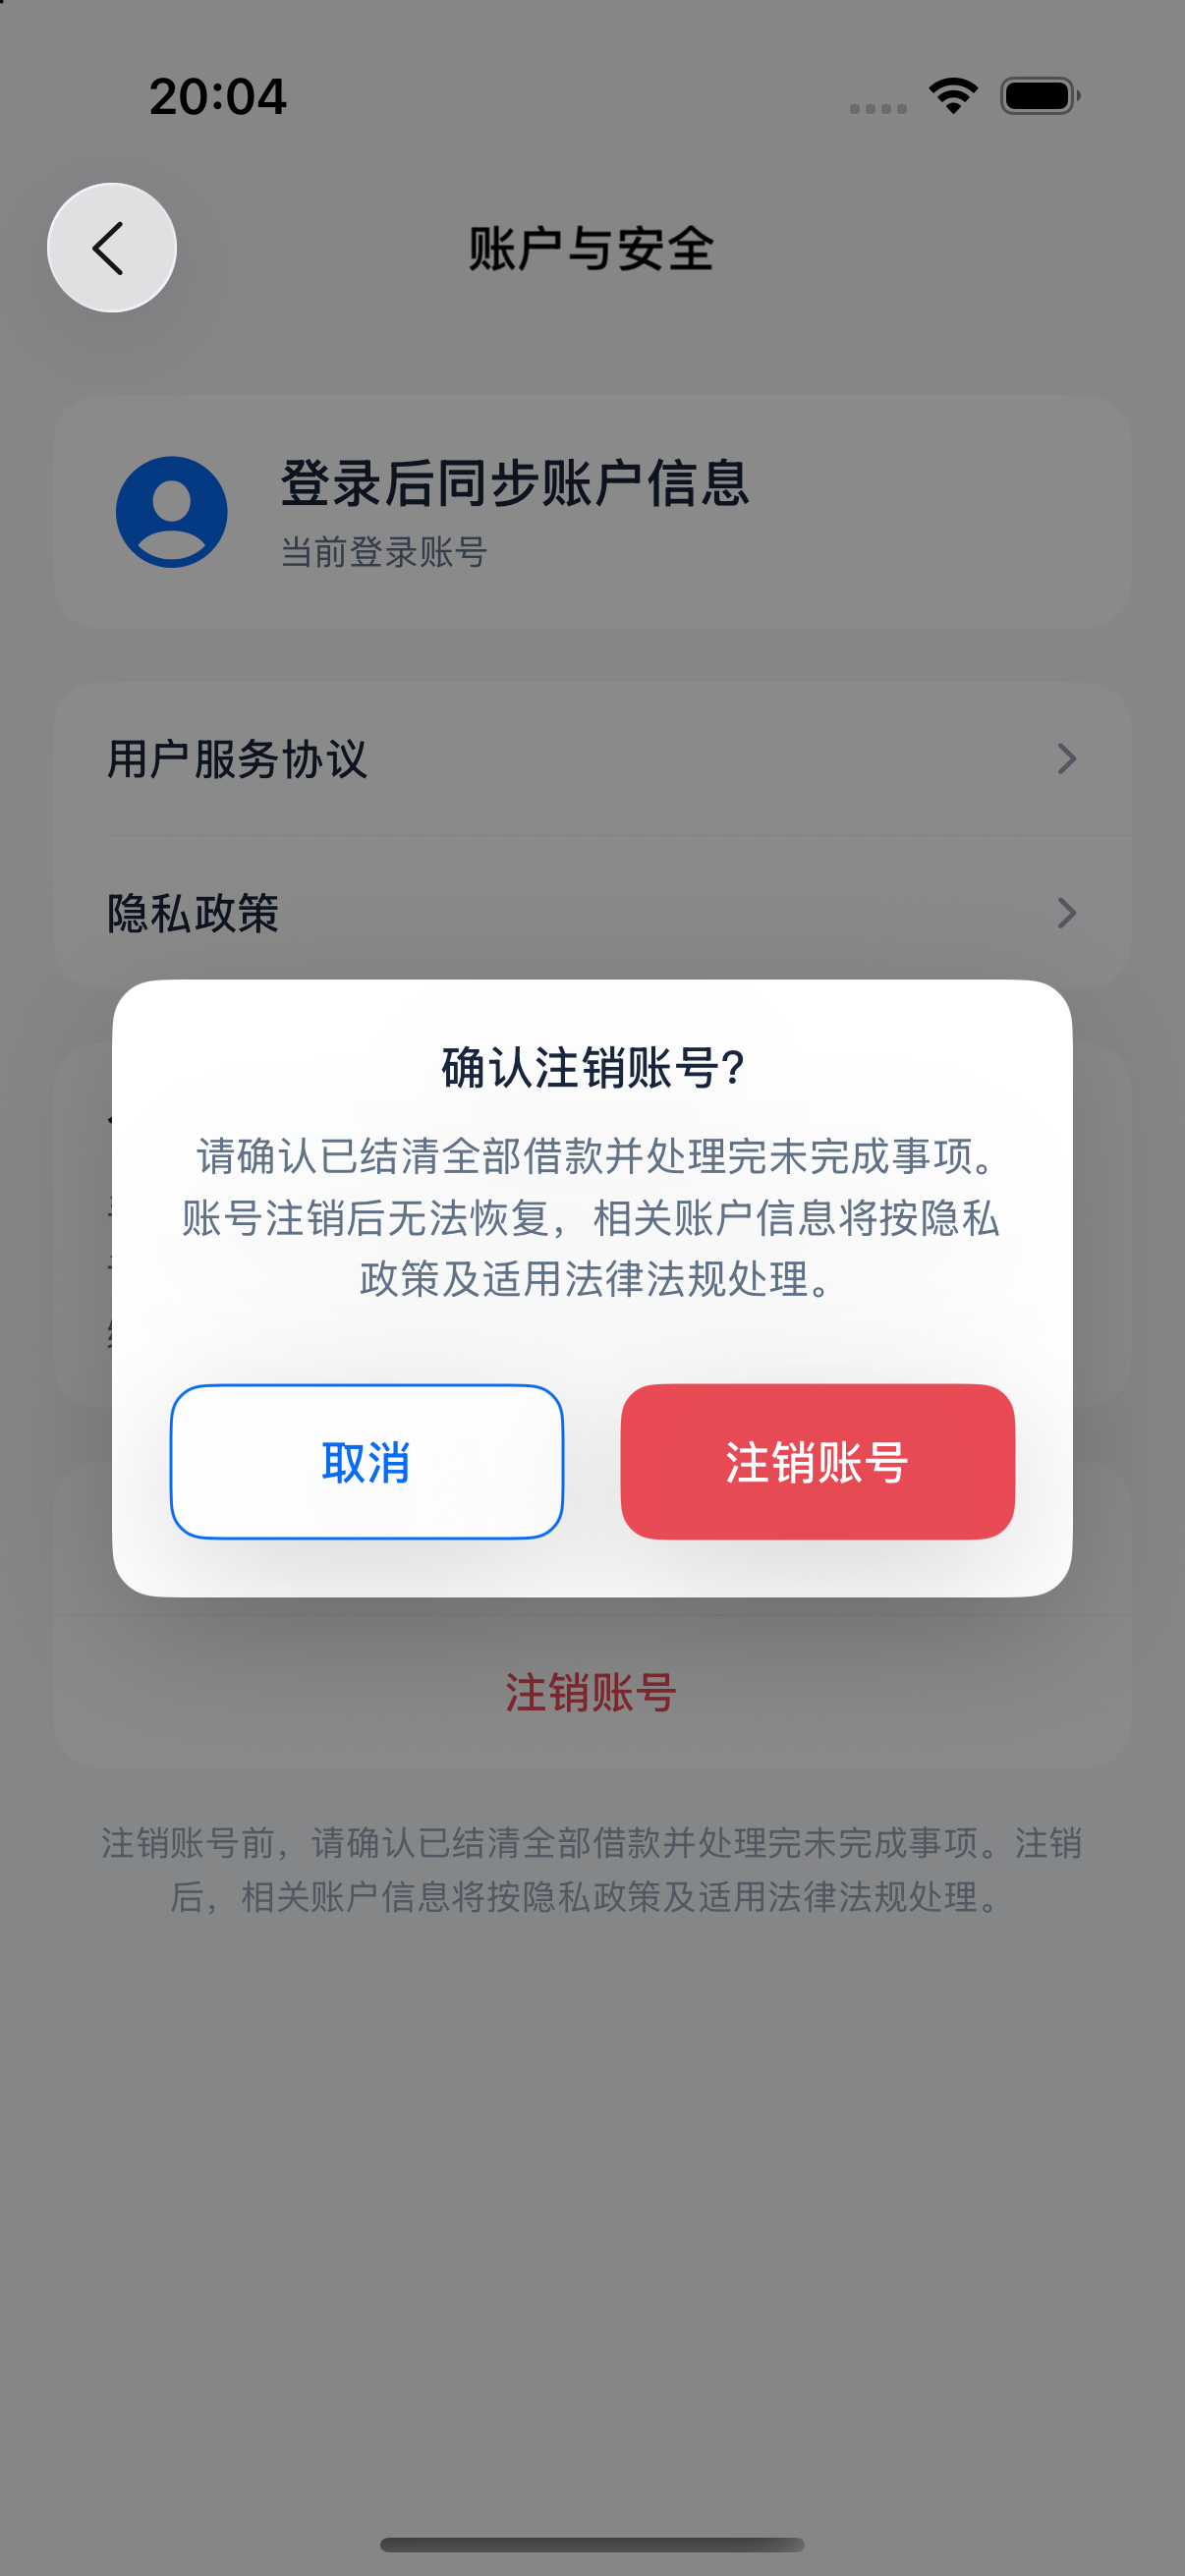 20:04
账户与安全
登录后同步账户信息
当前登录账号
用户服务协议
隐私政策
确认注销账号?
请确认已结清全部借款并处理完未完成事项。
账号注销后无法恢复，相关账户信息将按隐私
政策及适用法律法规处理。
取消
注销账号
注销账号
注销账号前，请确认已结清全部借款并处理完未完成事项。注销
后，相关账户信息将按隐私政策及适用法律法规处理。